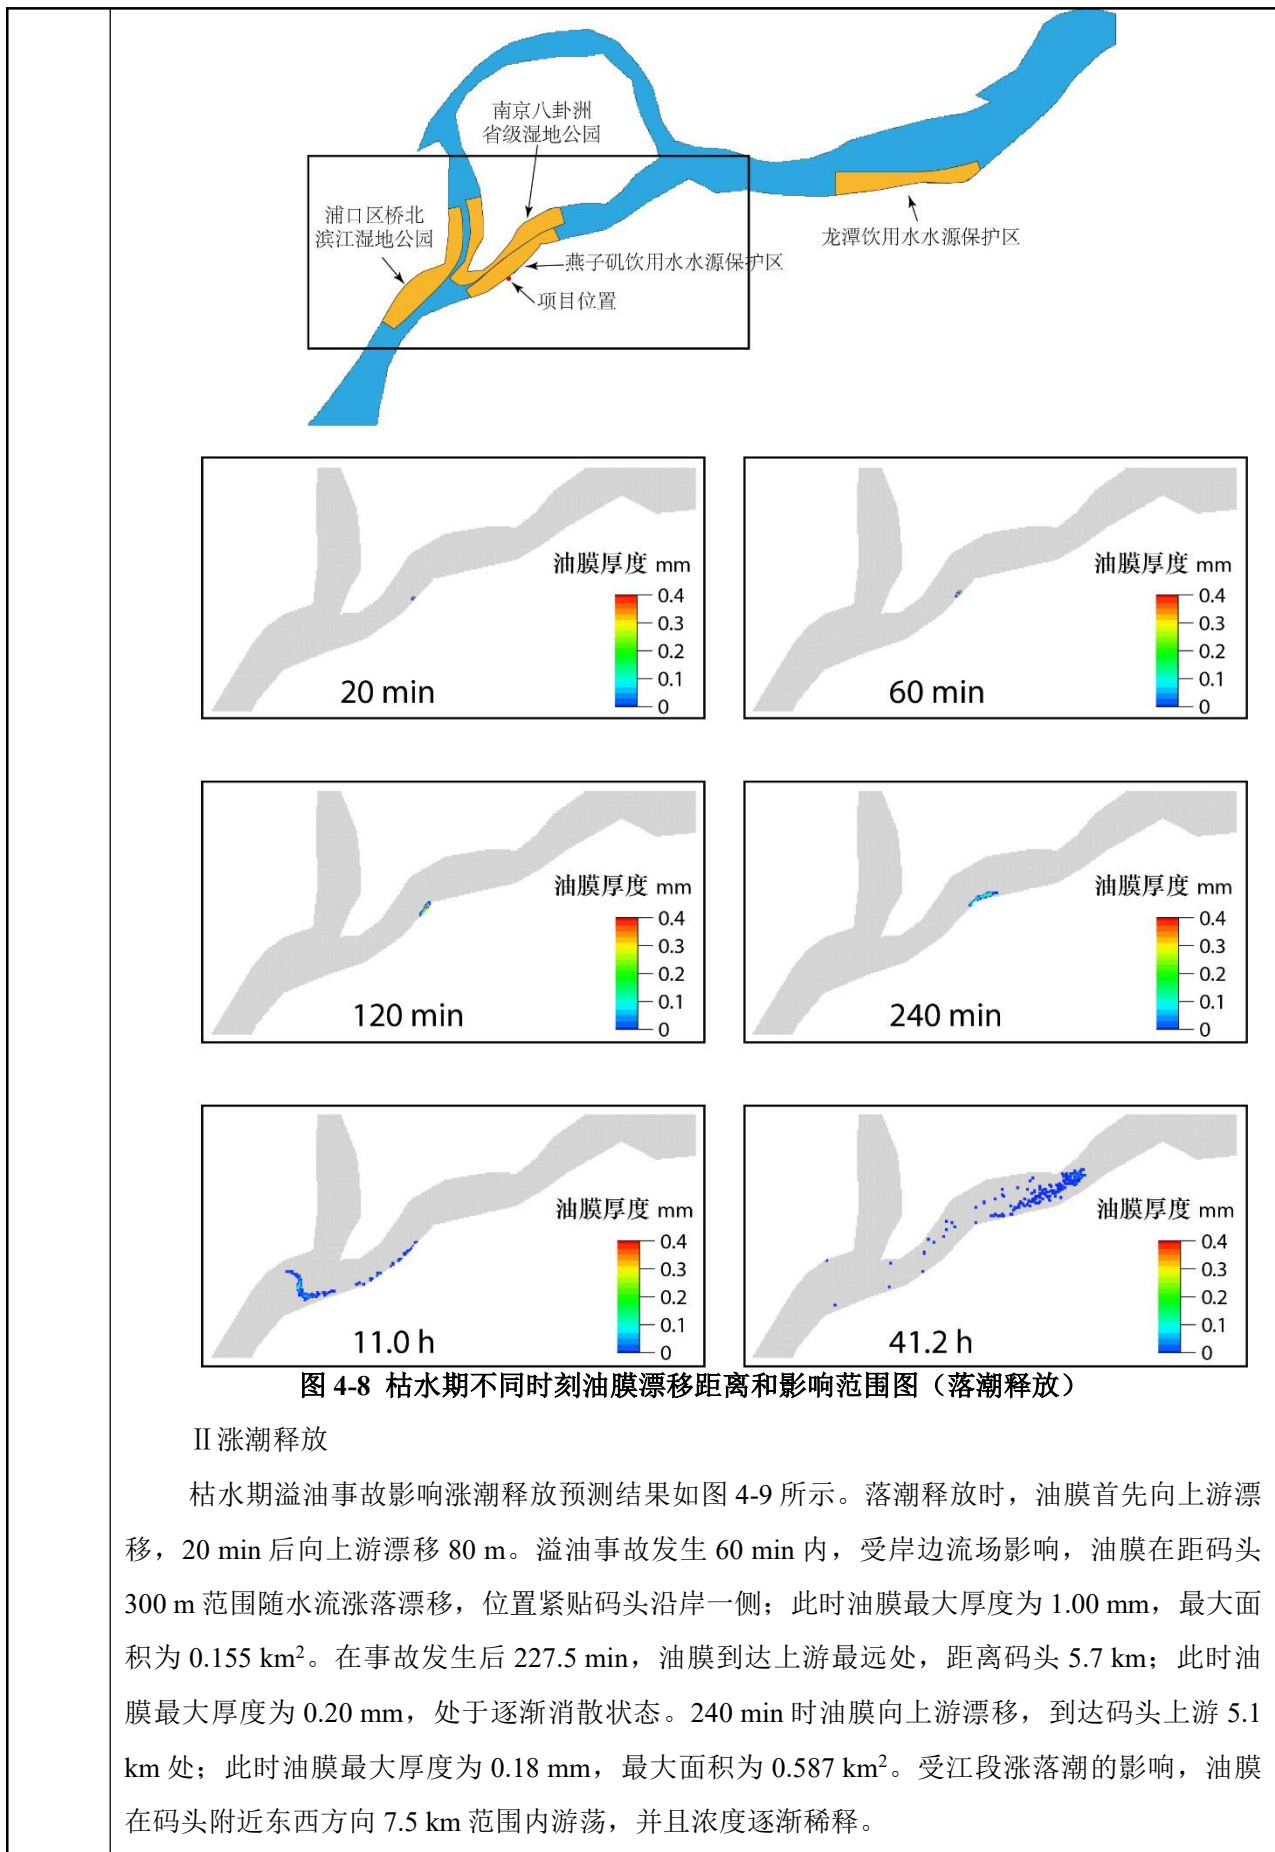 南京八卦洲
省级湿地公园
浦口区桥北
滨江湿地公园
龙潭饮用水水源保护区
燕子矶饮用水水源保护区
项目位置
油膜厚度 mm
0.4
0.3
0.2
0.1
0
20 min
油膜厚度 mm
0.4
0.3
0.2
0.1
0
60 min
油膜厚度 mm
0.4
0.3
0.2
0.1
0
120 min
油膜厚度 mm
0.4
0.3
0.2
0.1
0
240 min
油膜厚度 mm
0.4
0.3
0.2
0.1
0
11.0 h
油膜厚度 mm
0.4
0.3
0.2
0.1
0
41.2 h
图 4-8 枯水期不同时刻油膜漂移距离和影响范围图（落潮释放）
Ⅱ涨潮释放
枯水期溢油事故影响涨潮释放预测结果如图 4-9 所示。落潮释放时，油膜首先向上游漂
移，20 min 后向上游漂移 80 m。溢油事故发生 60 min 内，受岸边流场影响，油膜在距码头
300 m 范围随水流涨落漂移，位置紧贴码头沿岸一侧；此时油膜最大厚度为 1.00 mm，最大面
积为 0.155 km²。在事故发生后 227.5 min，油膜到达上游最远处，距离码头 5.7 km；此时油
膜最大厚度为 0.20 mm，处于逐渐消散状态。240 min 时油膜向上游漂移，到达码头上游 5.1
km 处；此时油膜最大厚度为 0.18 mm，最大面积为 0.587 km²。受江段涨落潮的影响，油膜
在码头附近东西方向 7.5 km 范围内游荡，并且浓度逐渐稀释。